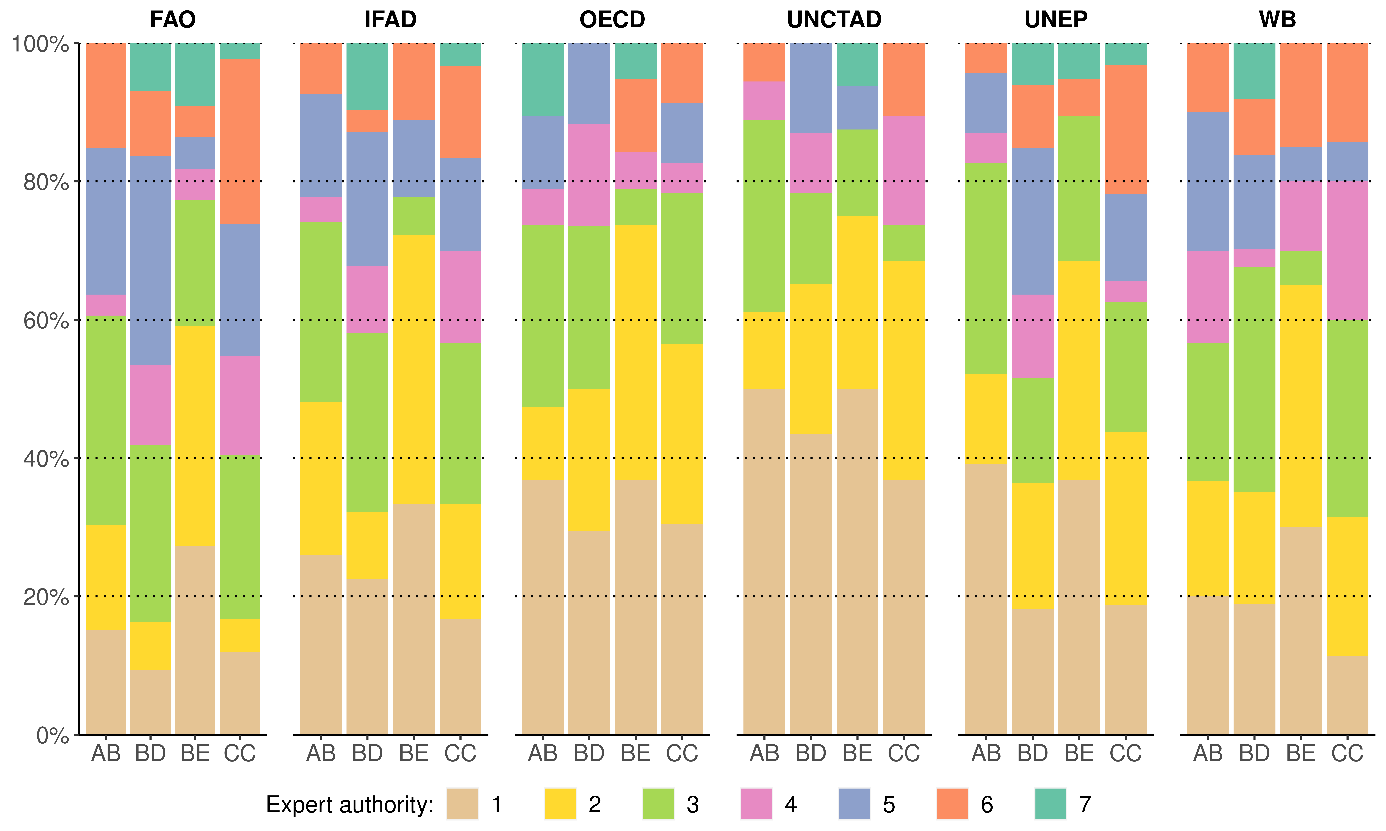 FAO IFAD OECD UNCTAD UNEP WB
100%
80%
60%
40%
20%
0%
AB BD BE CC AB BD BE CC AB BD BE CC AB BD BE CC AB BD BE CC AB BD BE CC
Expert authority: 1 2 3 4 5 6 7